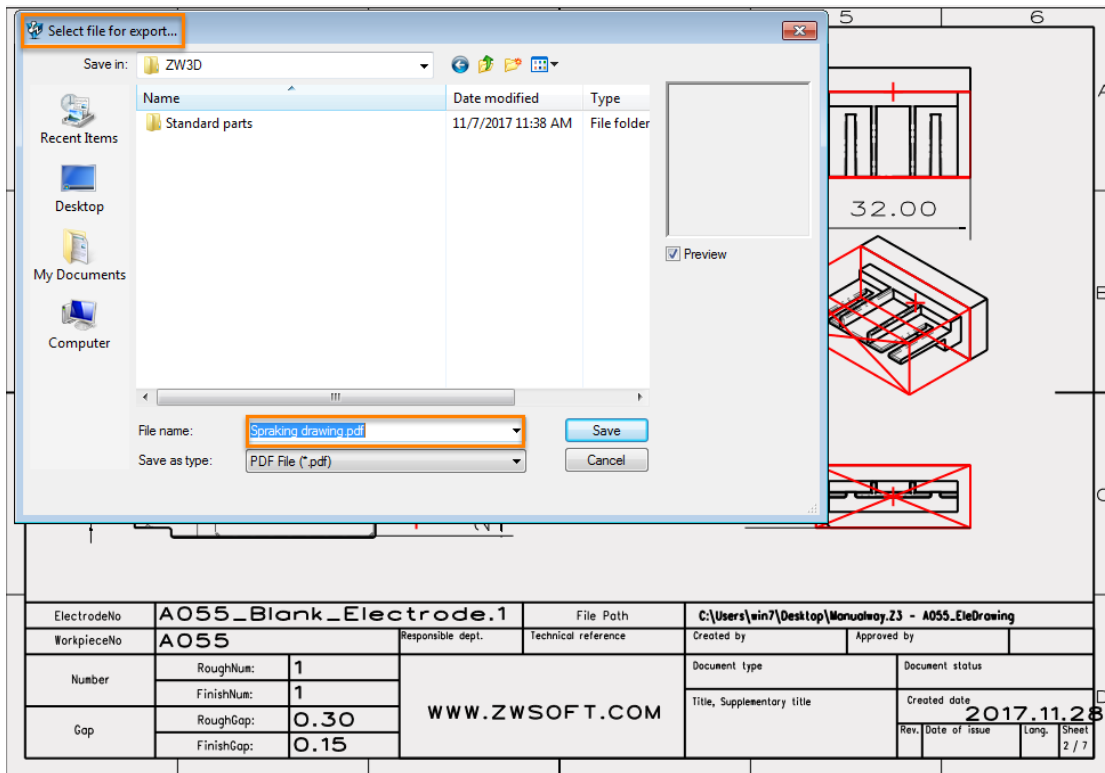 Select file for export...
5
6
Save in:
ZW3D
Name
Date modified
Type
Standard parts
11/7/2017 11:38 AM
File folder
Recent Items
Desktop
My Documents
Computer
Preview
File name:
Spraking drawing.pdf
Save
Save as type:
PDF File (*.pdf)
Cancel
32.00
ElectrodeNo
A055_Blank_Electrode.1
File Path
C:\Users\win7\Desktop\Manualway.Z3 - A055_EleDrawing
WorkpieceNo
A055
Responsible dept.
Technical reference
Created by
Approved by
Number
RoughNum:
1
FinishNum:
1
Gap
RoughGap:
0.30
FinishGap:
0.15
WWW.ZWSOFT.COM
Document type
Document status
Title, Supplementary title
Created date
2017.11.28
Rev.
Date of issue
Lang.
Sheet
2 / 7